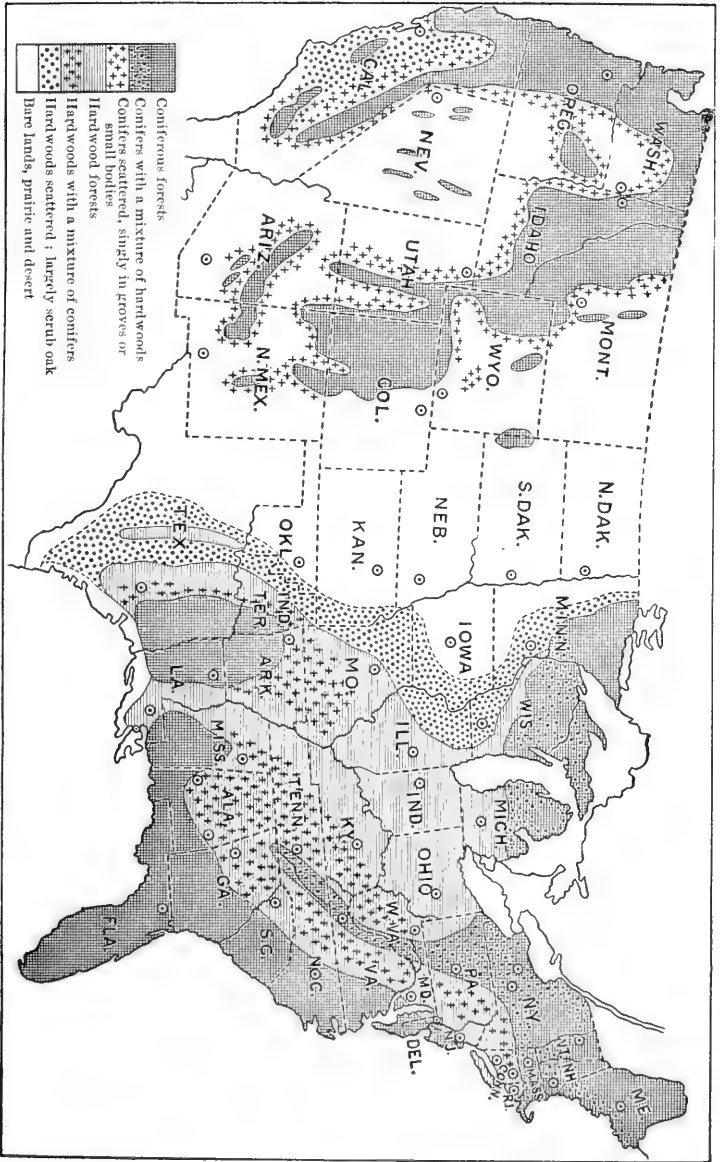 WASH.
OREG.
CAL.
NEV.
IDAHO
MONT.
WYO.
UTAH
COL.
ARIZ.
N.MEX.
N.DAK.
S.DAK.
NEB.
KAN.
OKL.
IND.
TER.
TEX.
MINN.
IOWA
MO.
ARK.
LA.
WIS.
ILL.
MICH.
IND.
OHIO
KY.
TENN.
MISS.
ALA.
GA.
FLA.
S.C.
N.C.
VA.
W.VA.
MD.
DEL.
PA.
N.J.
N.Y.
CONN.
R.I.
MASS.
VT.
N.H.
ME.
Coniferous forests
Conifers with a mixture of hardwoods
Conifers scattered, singly in groves or
small bodies
Hardwood forests
Hardwoods with a mixture of conifers
Hardwoods scattered; largely scrub oak
Bare lands, prairie and desert